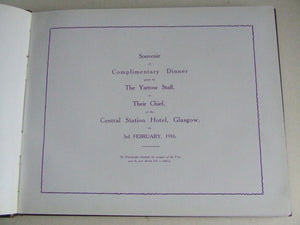 Souvenir
of
Complimentary Dinner
given by
The Yarrow Staff,
to
Their Chief,
at the
Central Station Hotel, Glasgow,
on
3rd FEBRUARY, 1916.